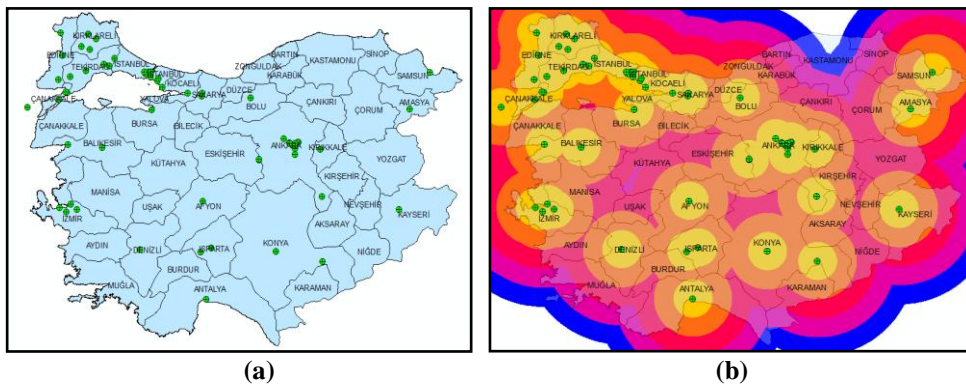 KIRKLARELİ
EDİRNE
TEKİRDAĞ
İSTANBUL
İSTANBUL
KOCAELİ
YALOVA
SAKARYA
DÜZCE
ZONGULDAK
BARTIN
KARABÜK
KASTAMONU
SİNOP
SAMSUN
ÇANAKKALE
ÇANAKKALE
BURSA
BİLECİK
BOLU
ÇANKIRI
ÇORUM
AMASYA
BALIKESİR
KÜTAHYA
ESKİŞEHİR
ANKARA
KIRIKKALE
YOZGAT
MANİSA
UŞAK
AFYON
KIRŞEHİR
NEVŞEHİR
KAYSERİ
İZMİR
AKSARAY
AYDIN
DENİZLİ
ISPARTA
KONYA
NİĞDE
BURDUR
MUĞLA
ANTALYA
KARAMAN
(a)
KIRKLARELİ
EDİRNE
TEKİRDAĞ
İSTANBUL
İSTANBUL
KOCAELİ
YALOVA
SAKARYA
DÜZCE
ZONGULDAK
BARTIN
KARABÜK
KASTAMONU
SİNOP
SAMSUN
ÇANAKKALE
ÇANAKKALE
BURSA
BİLECİK
BOLU
ÇANKIRI
ÇORUM
AMASYA
BALIKESİR
KÜTAHYA
ESKİŞEHİR
ANKARA
KIRIKKALE
YOZGAT
MANİSA
UŞAK
AFYON
KIRŞEHİR
NEVŞEHİR
KAYSERİ
İZMİR
AKSARAY
AYDIN
DENİZLİ
ISPARTA
KONYA
NİĞDE
BURDUR
MUĞLA
ANTALYA
KARAMAN
(b)